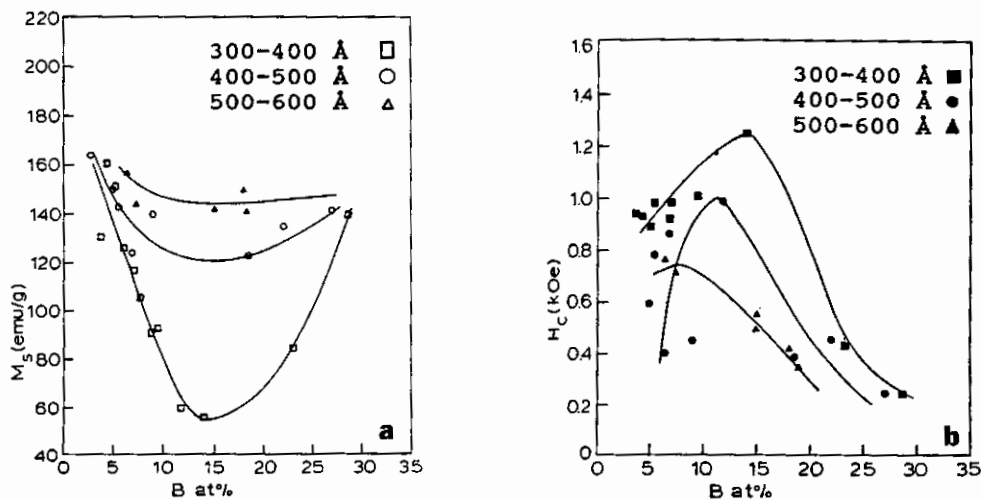 220
200
180
160
140
120
100
80
60
40
M_S (emu/g)
300-400 Å □
400-500 Å ○
500-600 Å △
a
0 5 10 15 20 25 30 35
B at%
1.6
1.4
1.2
1.0
0.8
0.6
0.4
0.2
0
H_C (kOe)
300-400 Å ■
400-500 Å ●
500-600 Å ▲
b
0 5 10 15 20 25 30 35
B at%